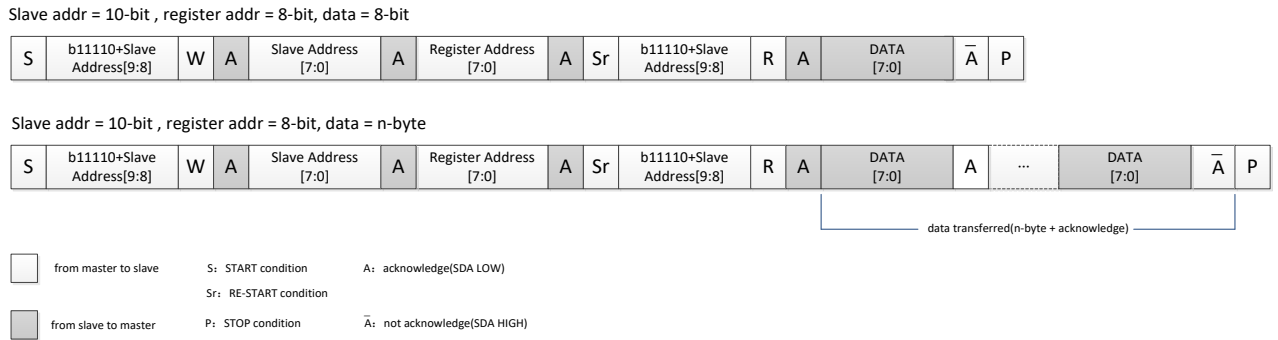 Slave addr = 10-bit , register addr = 8-bit, data = 8-bit
S b11110+Slave Address[9:8] W A Slave Address [7:0] A Register Address [7:0] A Sr b11110+Slave Address[9:8] R A DATA [7:0] A̅ P
Slave addr = 10-bit , register addr = 8-bit, data = n-byte
S b11110+Slave Address[9:8] W A Slave Address [7:0] A Register Address [7:0] A Sr b11110+Slave Address[9:8] R A DATA [7:0] A ... DATA [7:0] A̅ P
data transferred(n-byte + acknowledge)
from master to slave S: START condition A: acknowledge(SDA LOW)
Sr: RE-START condition
from slave to master P: STOP condition A̅: not acknowledge(SDA HIGH)